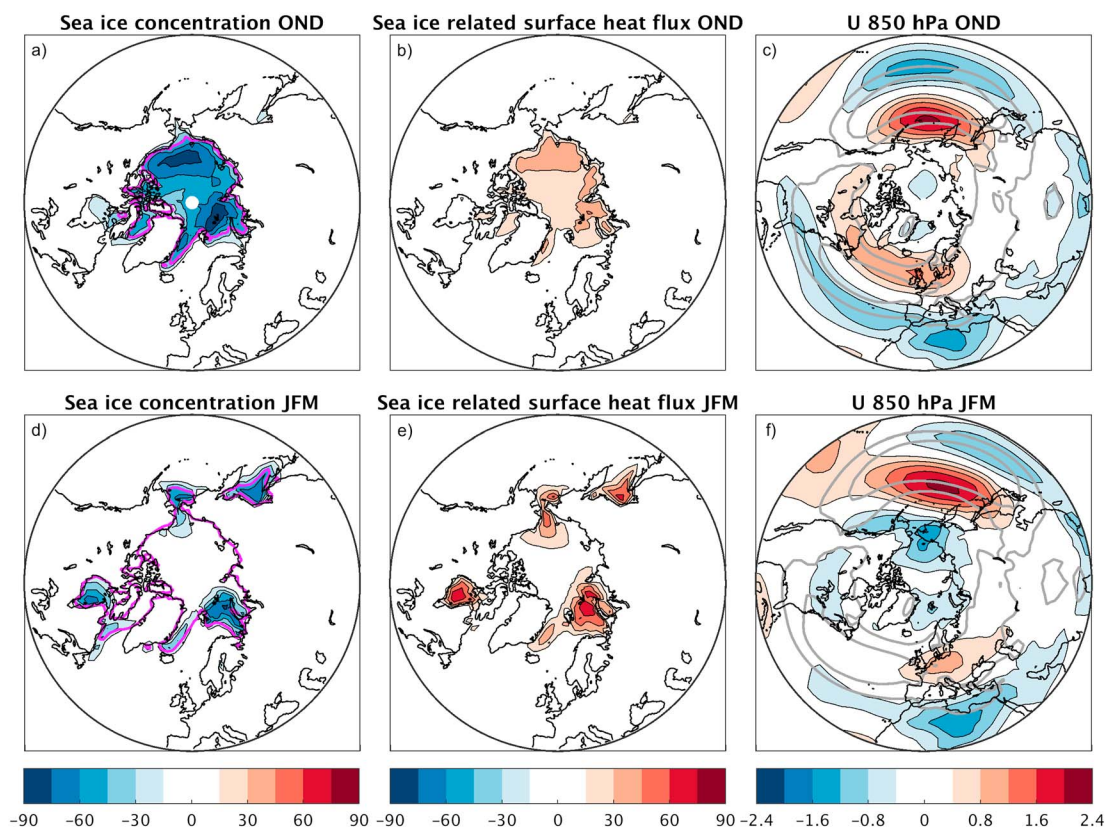 Sea ice concentration OND
Sea ice related surface heat flux OND
U 850 hPa OND
a)
b)
c)
Sea ice concentration JFM
Sea ice related surface heat flux JFM
U 850 hPa JFM
d)
e)
f)
−90 −60 −30 0 30 60 90
−90 −60 −30 0 30 60 90
−2.4 −1.6 −0.8 0 0.8 1.6 2.4